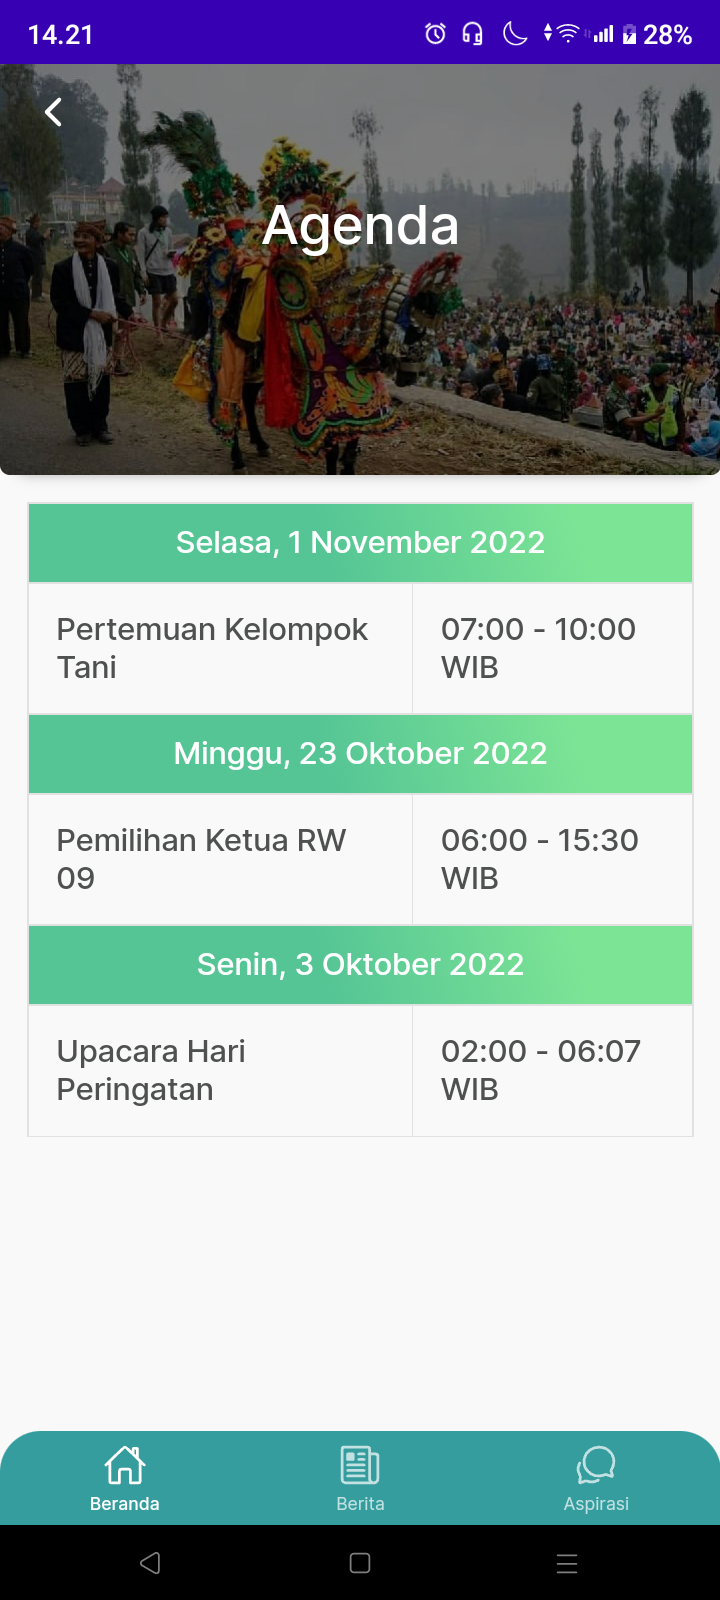 14.21
28%
Agenda
Selasa, 1 November 2022
Pertemuan Kelompok
Tani
07:00 - 10:00
WIB
Minggu, 23 Oktober 2022
Pemilihan Ketua RW
09
06:00 - 15:30
WIB
Senin, 3 Oktober 2022
Upacara Hari
Peringatan
02:00 - 06:07
WIB
Beranda
Berita
Aspirasi